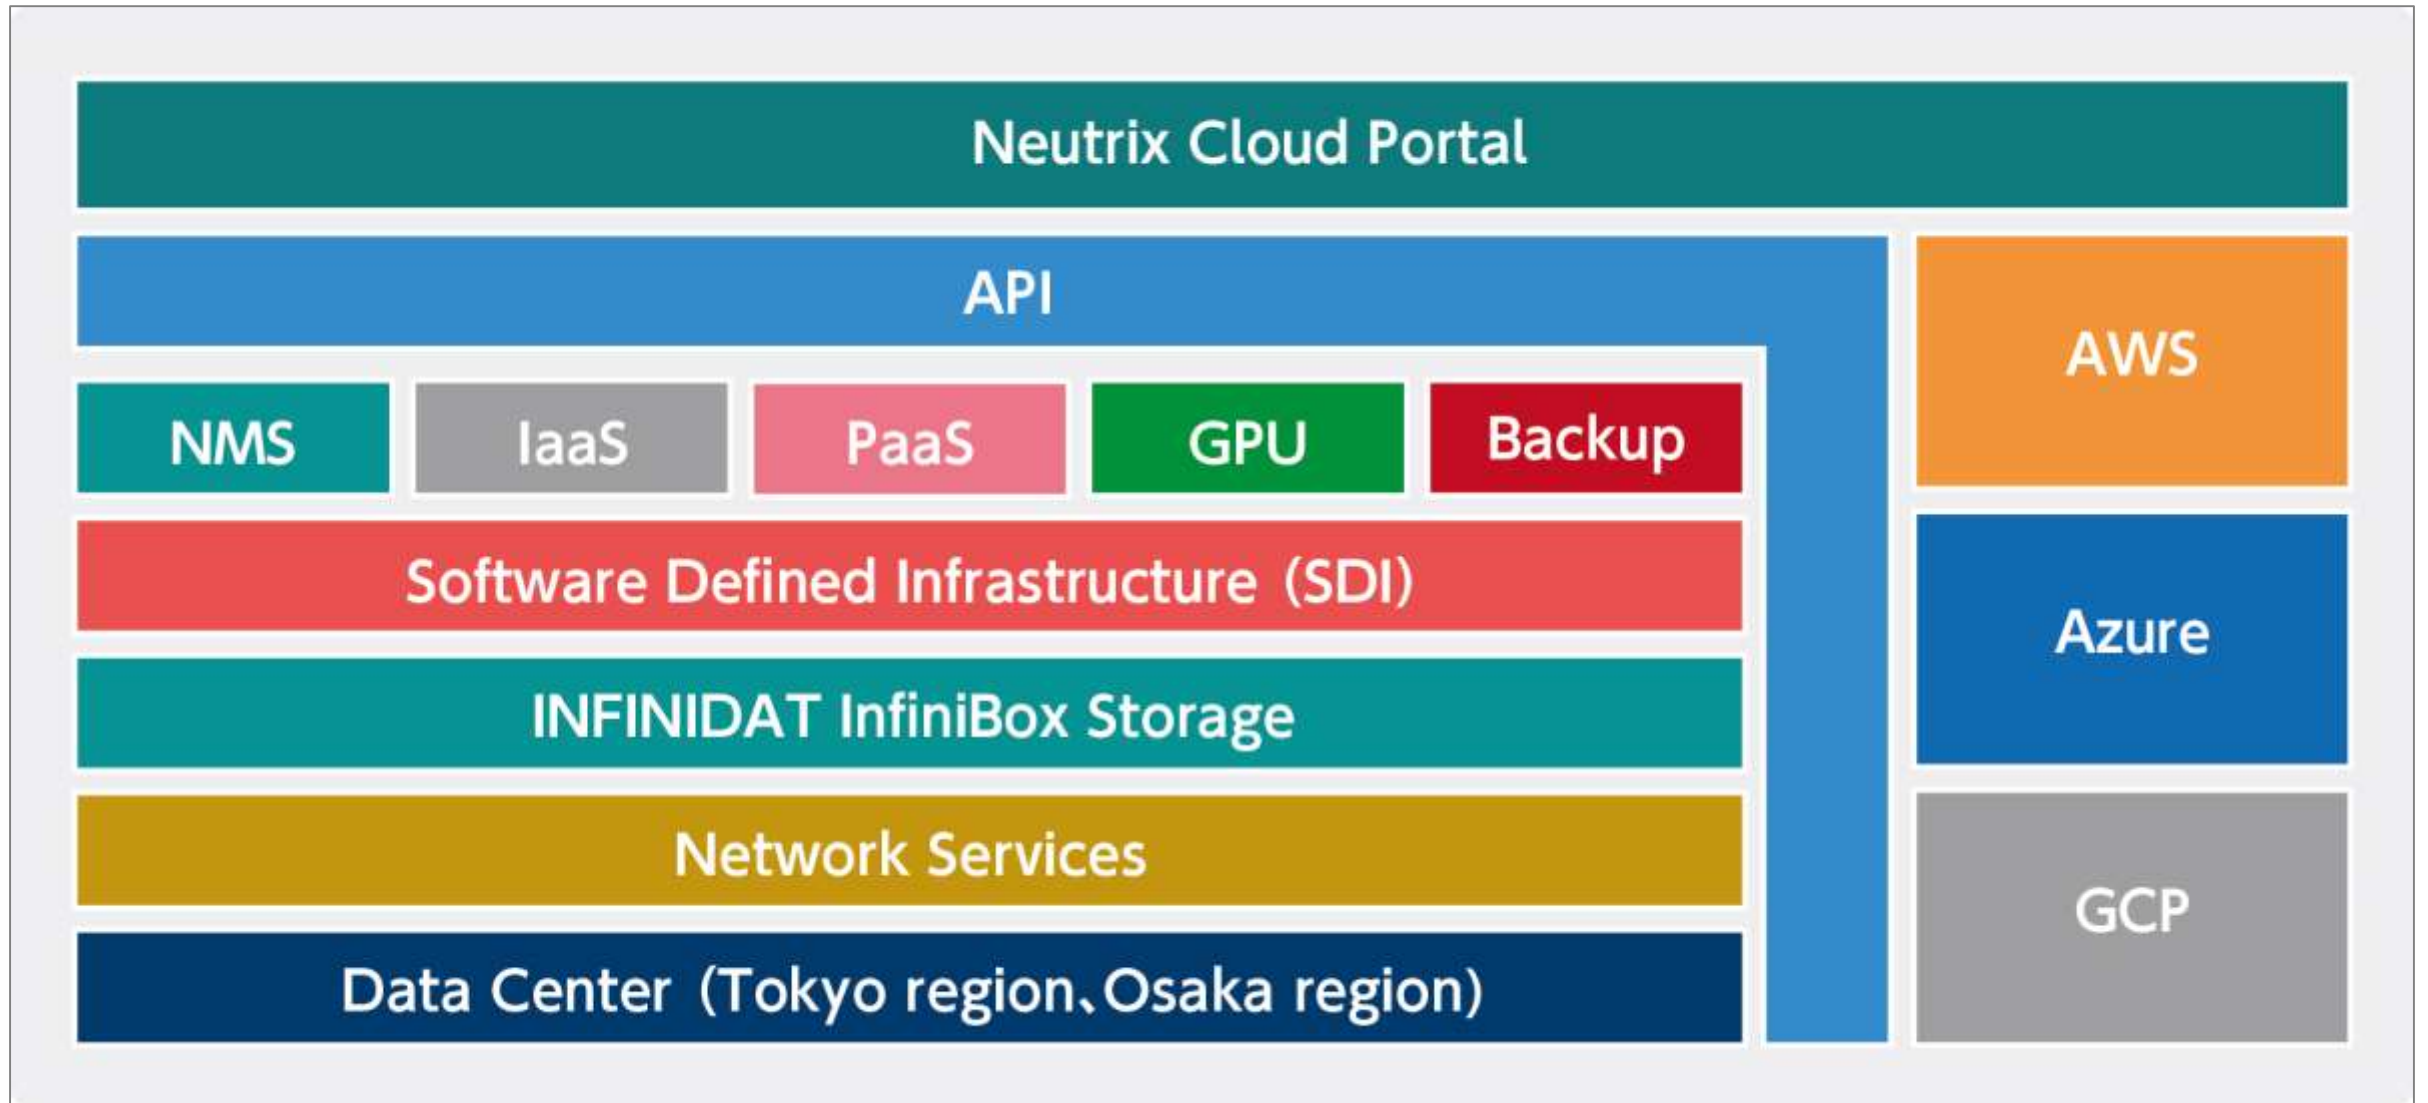 Neutrix Cloud Portal
API
AWS
NMS
IaaS
PaaS
GPU
Backup
Software Defined Infrastructure (SDI)
Azure
INFINIDAT InfiniBox Storage
Network Services
GCP
Data Center (Tokyo region、Osaka region)